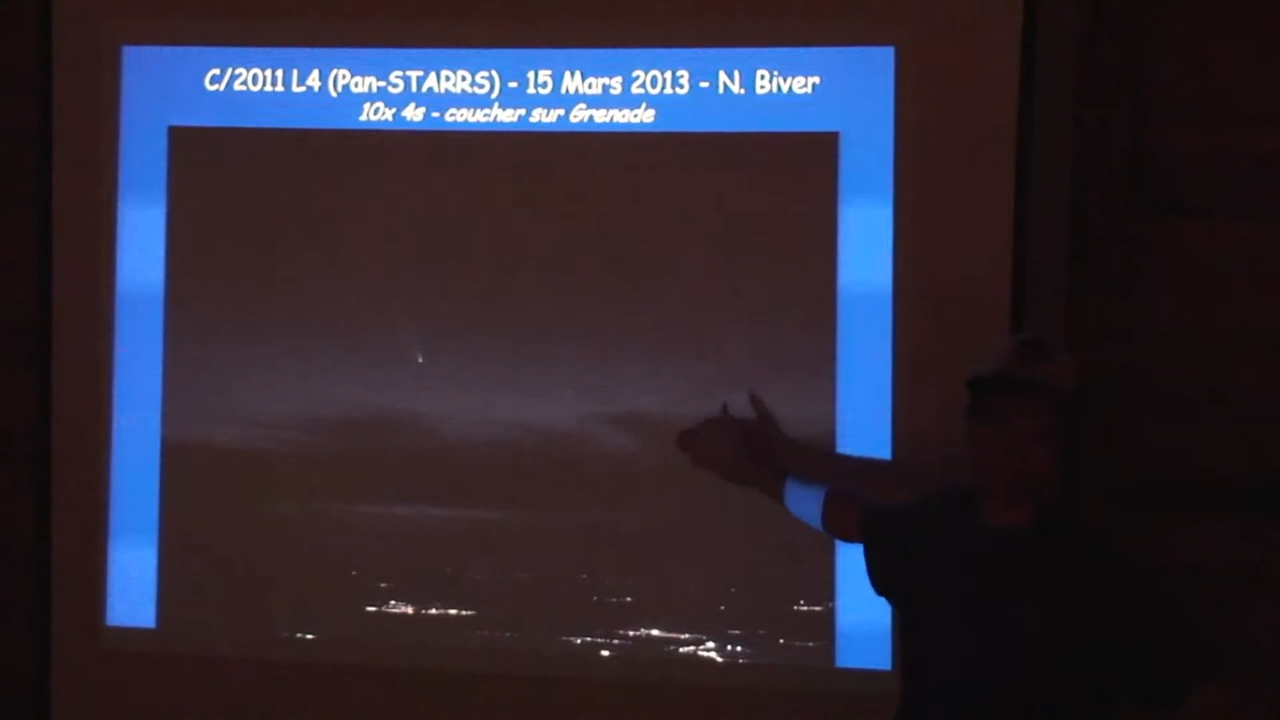 C/2011 L4 (Pan-STARRS) - 15 Mars 2013 - N. Biver
10x 4s - coucher sur Grenade